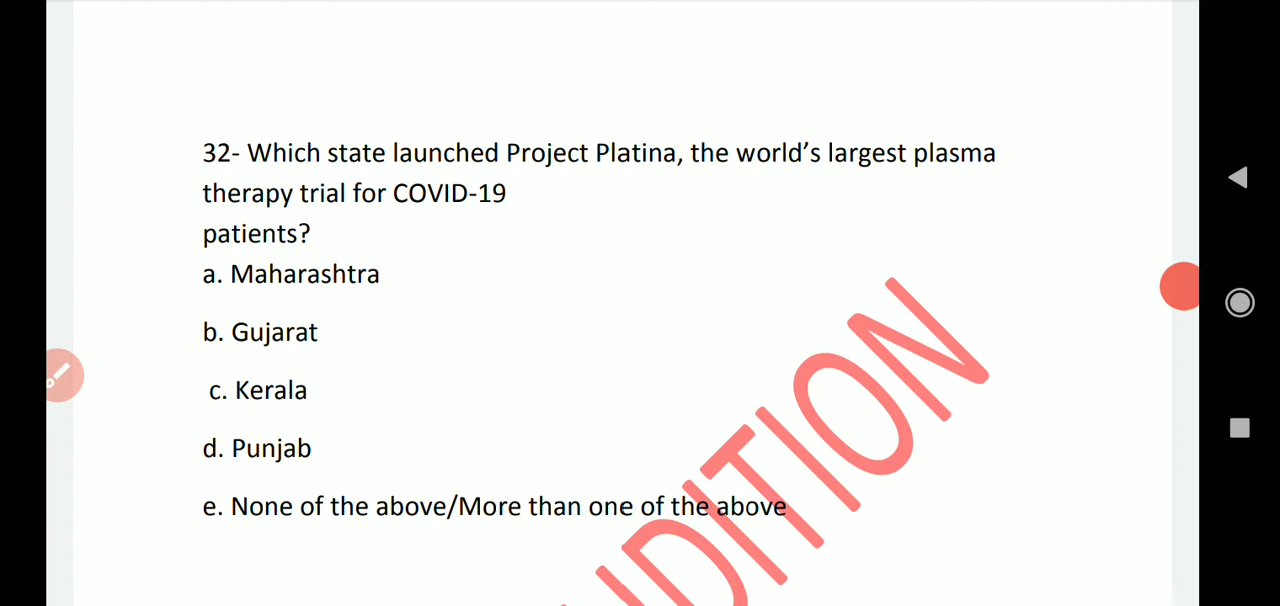 32- Which state launched Project Platina, the world’s largest plasma
therapy trial for COVID-19
patients?
a. Maharashtra
b. Gujarat
c. Kerala
d. Punjab
e. None of the above/More than one of the above